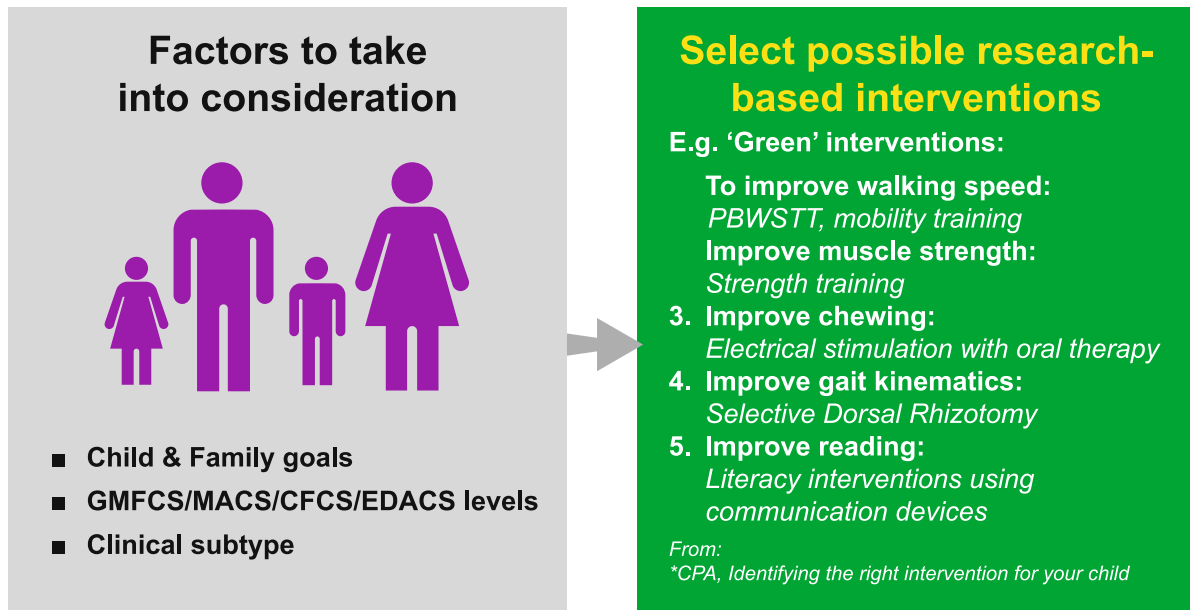 Factors to take
into consideration
■ Child & Family goals
■ GMFCS/MACS/CFCS/EDACS levels
■ Clinical subtype
Select possible research-
based interventions
E.g. ‘Green’ interventions:
To improve walking speed:
PBWSTT, mobility training
Improve muscle strength:
Strength training
3. Improve chewing:
Electrical stimulation with oral therapy
4. Improve gait kinematics:
Selective Dorsal Rhizotomy
5. Improve reading:
Literacy interventions using
communication devices
From:
*CPA, Identifying the right intervention for your child